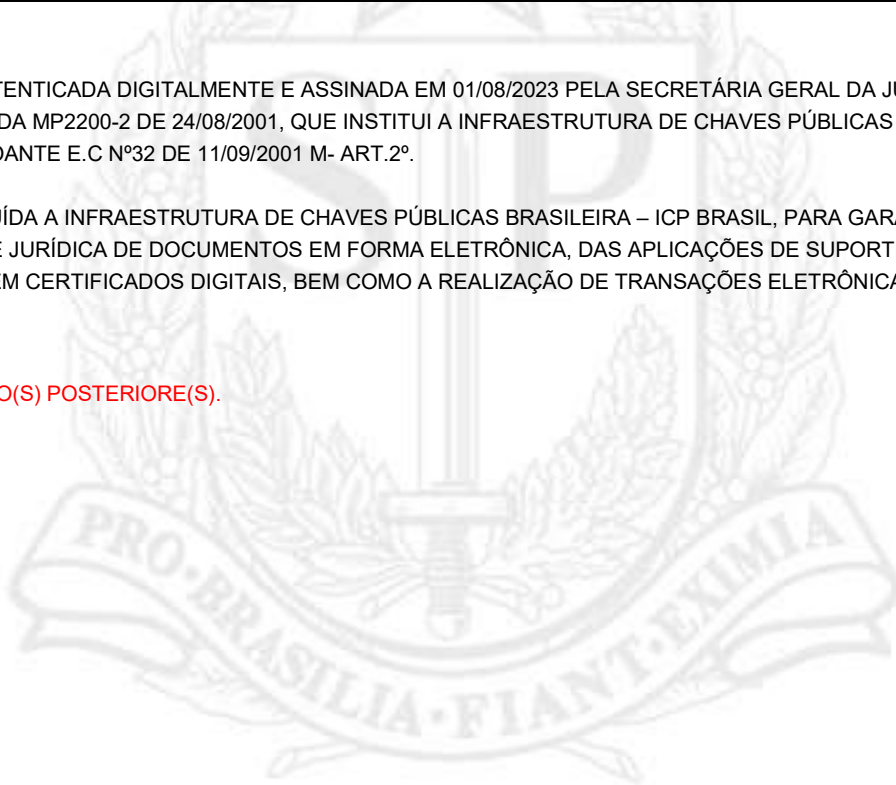 TENTICADA DIGITALMENTE E ASSINADA EM 01/08/2023 PELA SECRETÁRIA GERAL DA JU
DA MP2200-2 DE 24/08/2001, QUE INSTITUI A INFRAESTRUTURA DE CHAVES PÚBLICAS
DANTE E.C Nº32 DE 11/09/2001 M- ART.2º.
UÍDA A INFRAESTRUTURA DE CHAVES PÚBLICAS BRASILEIRA – ICP BRASIL, PARA GARA
E JURÍDICA DE DOCUMENTOS EM FORMA ELETRÔNICA, DAS APLICAÇÕES DE SUPORT
EM CERTIFICADOS DIGITAIS, BEM COMO A REALIZAÇÃO DE TRANSAÇÕES ELETRÔNICA
O(S) POSTERIORE(S).
SP
PRO·BRASILIA·FIANT·EXIMIA